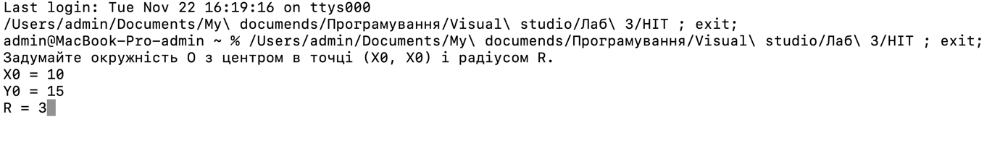 Last login: Tue Nov 22 16:19:16 on ttys000
/Users/admin/Documents/My\ documends/Програмування/Visual\ studio/Лаб\ 3/HIT ; exit;
admin@MacBook-Pro-admin ~ % /Users/admin/Documents/My\ documends/Програмування/Visual\ studio/Лаб\ 3/HIT ; exit;
Задумайте окружність O з центром в точці (X0, X0) і радіусом R.
X0 = 10
Y0 = 15
R = 3